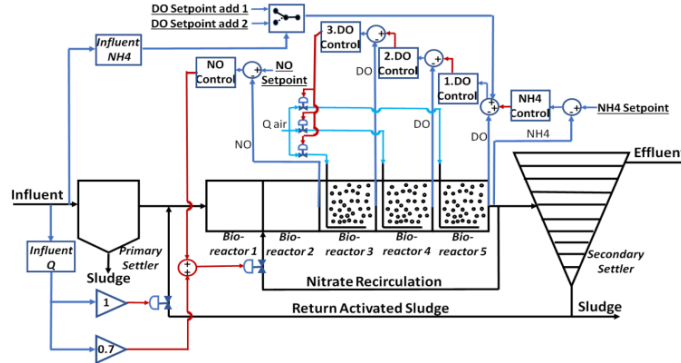 DO Setpoint add 1
DO Setpoint add 2
Influent
NH4
NO
Control
NO
Setpoint
3.DO
Control
2.DO
Control
1.DO
Control
NH4
Control
NH4 Setpoint
DO
DO
DO
NH4
NO
Q air
Influent
Effluent
Influent
Q
Primary
Settler
Sludge
Bio-
reactor 1
Bio-
reactor 2
Bio-
reactor 3
Bio-
reactor 4
Bio-
reactor 5
Secondary
Settler
Nitrate Recirculation
Return Activated Sludge
Sludge
1
0.7